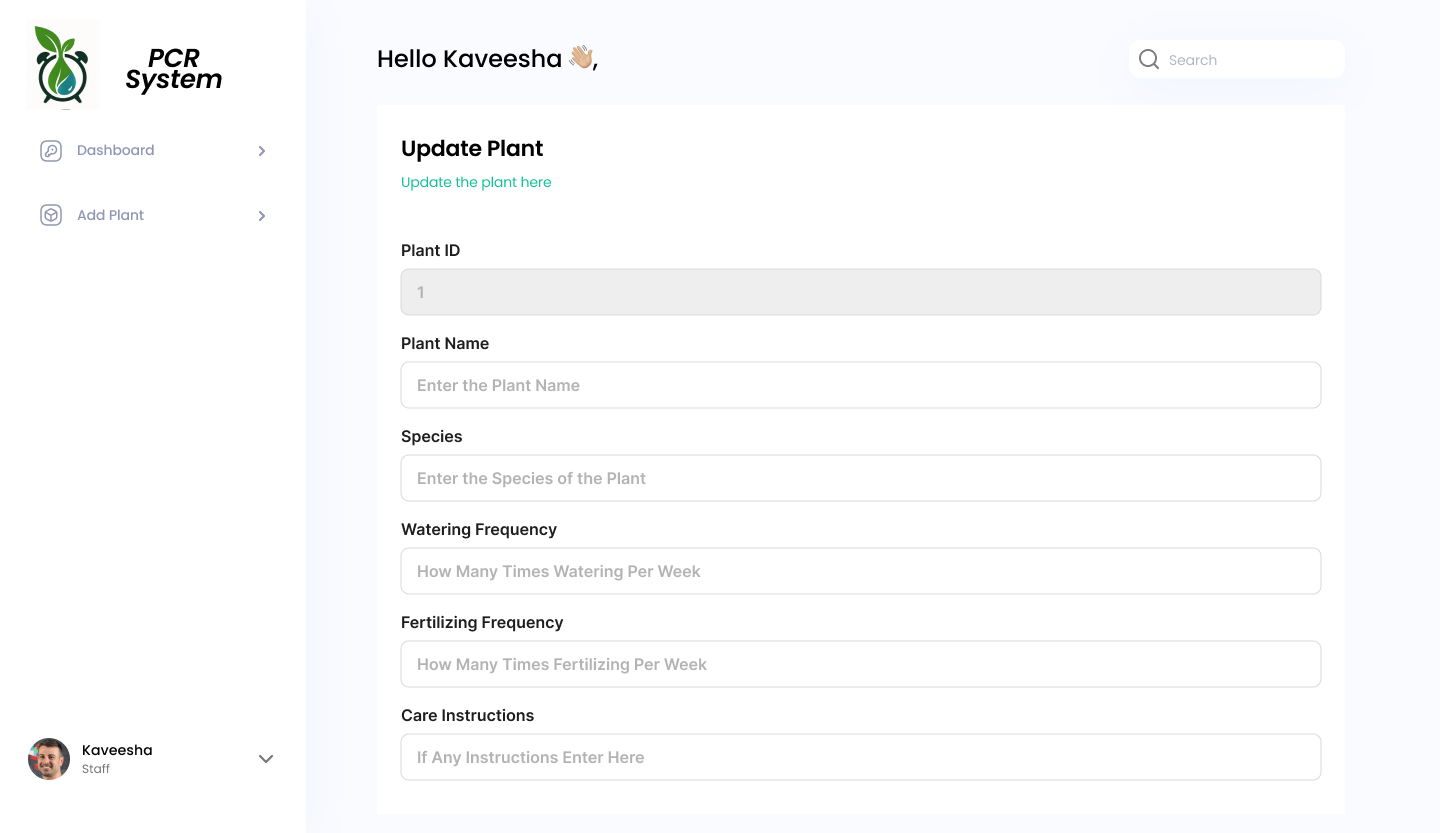 PCR
System
Dashboard
Add Plant
Kaveesha
Staff
Hello Kaveesha 👋🏼,
Search
Update Plant
Update the plant here
Plant ID
1
Plant Name
Enter the Plant Name
Species
Enter the Species of the Plant
Watering Frequency
How Many Times Watering Per Week
Fertilizing Frequency
How Many Times Fertilizing Per Week
Care Instructions
If Any Instructions Enter Here